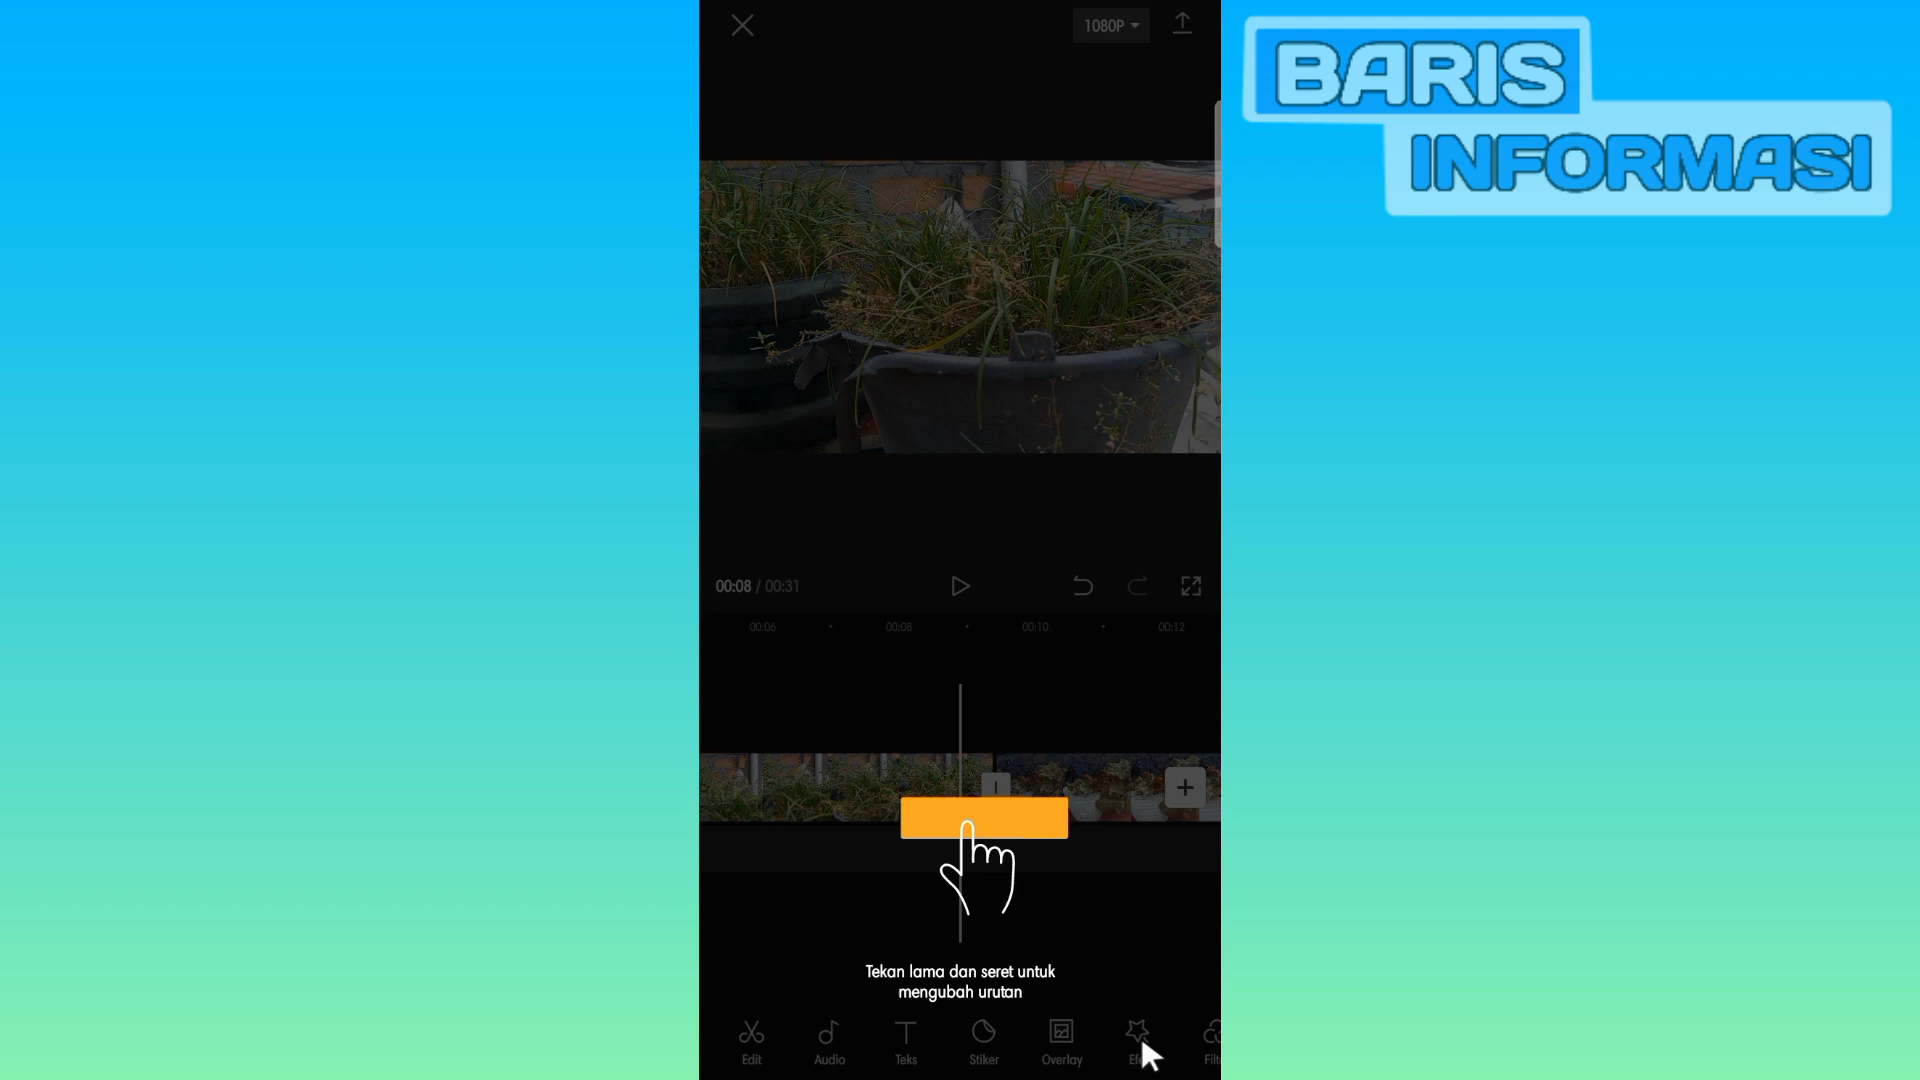 1080P
BARIS
INFORMASI
00:08 / 00:31
00:06
00:08
00:10
00:12
Tekan lama dan seret untuk
mengubah urutan
Edit
Audio
Teks
Stiker
Overlay